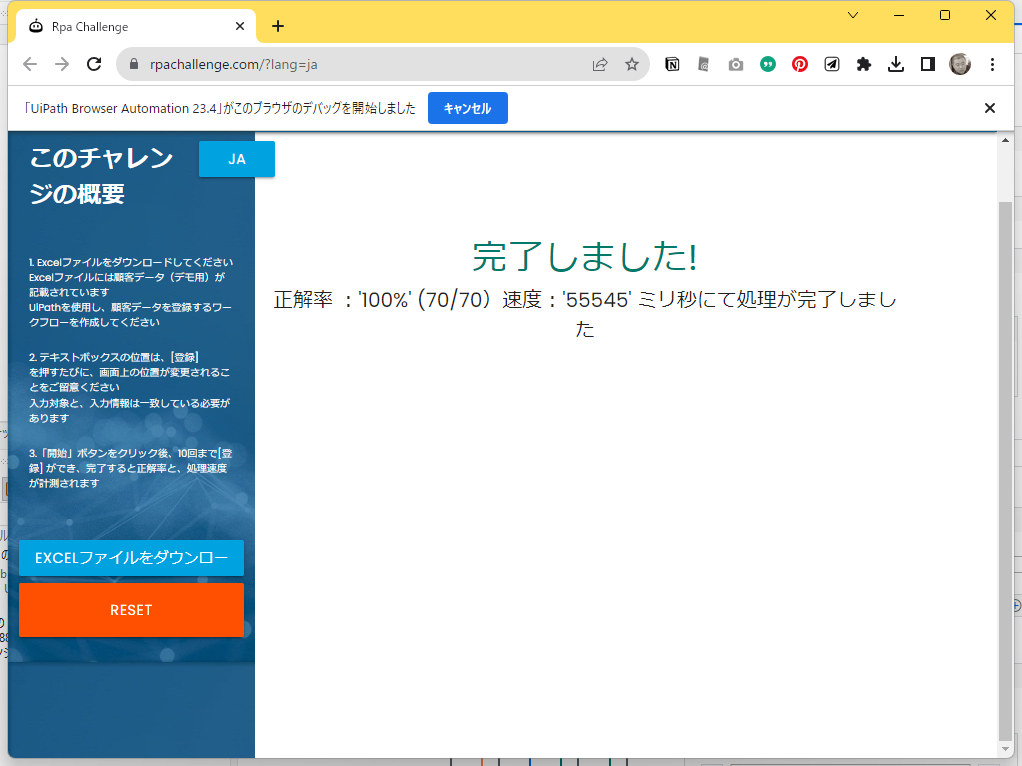 Rpa Challenge
rpachallenge.com/?lang=ja
「UiPath Browser Automation 23.4」がこのブラウザのデバッグを開始しました
キャンセル
このチャレン
ジの概要
JA
1. Excelファイルをダウンロードしてください
Excelファイルには顧客データ（デモ用）が
記載されています
UiPathを使用し、顧客データを登録するワー
クフローを作成してください
2. テキストボックスの位置は、[登録]
を押すたびに、画面上の位置が変更されるこ
とをご留意ください
入力対象と、入力情報は一致している必要が
あります
3.「開始」ボタンをクリック後、10回まで[登
録] ができ、完了すると正解率と、処理速度
が計測されます
EXCELファイルをダウンロー
RESET
完了しました!
正解率 ：'100%' (70/70）速度：'55545' ミリ秒にて処理が完了しまし
た